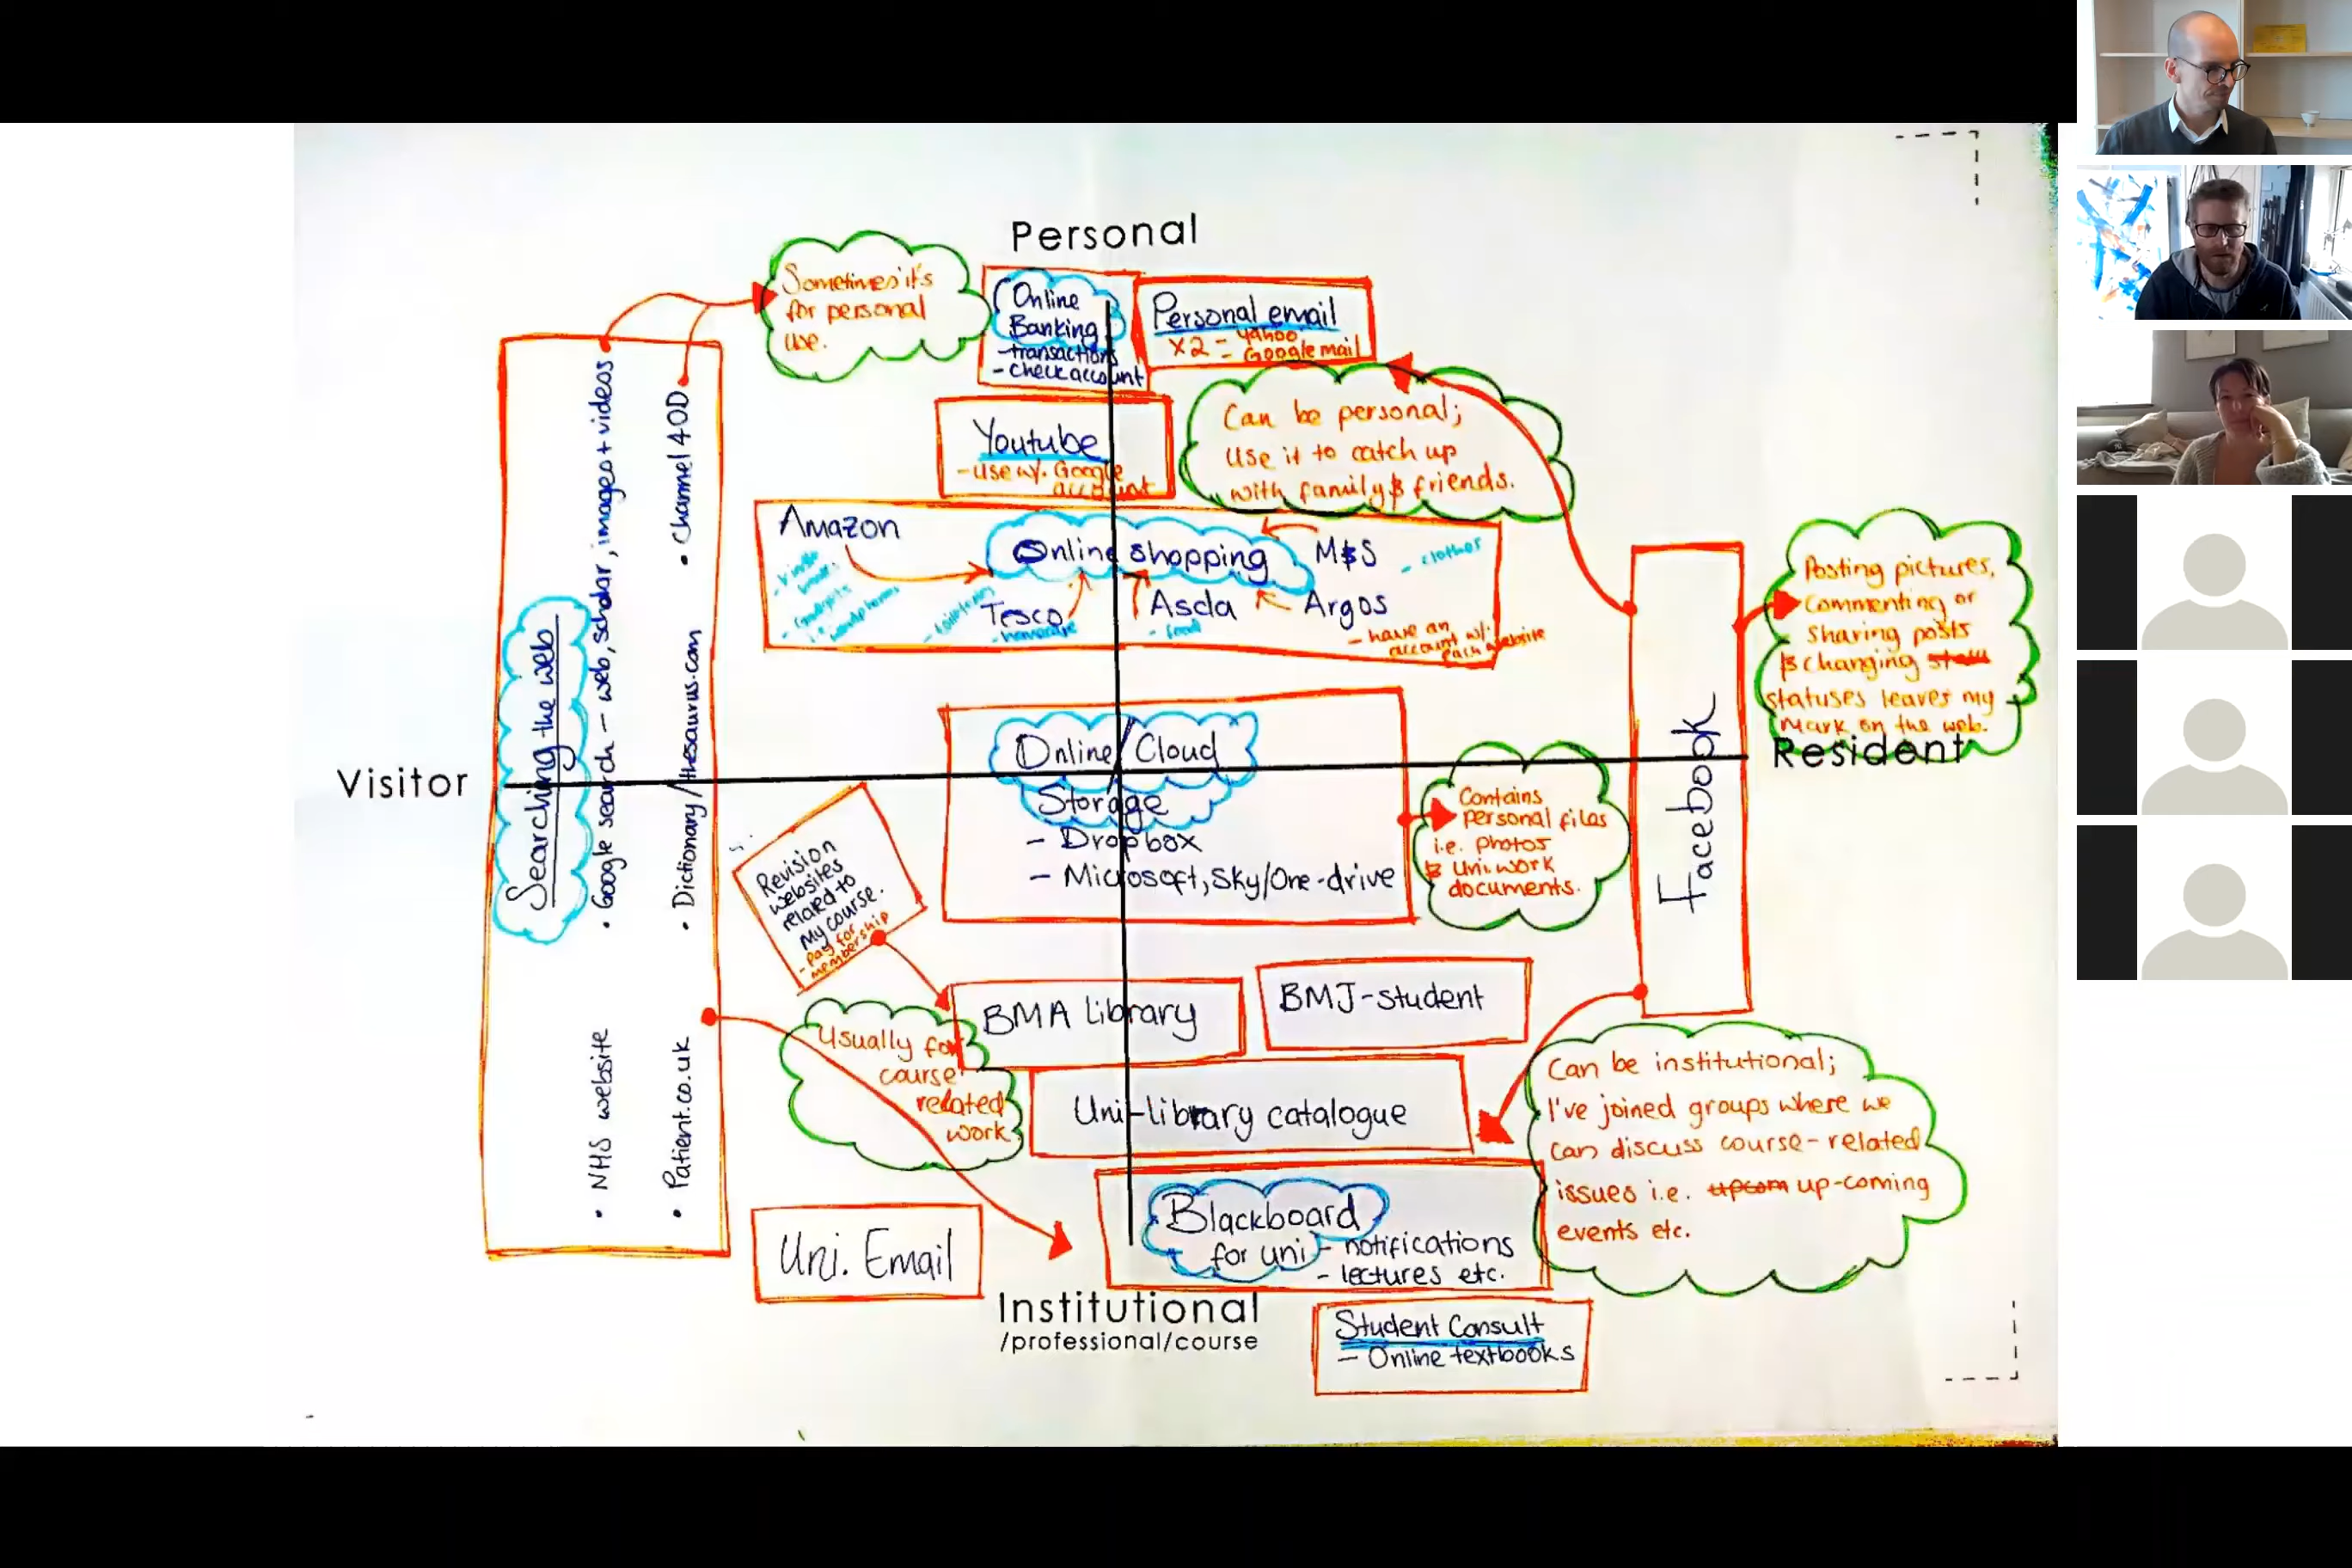 Personal
Sometimes it's
for personal
use.
Online
Banking
- transactions
- check account
Personal email
x2 - yahoo
- Google mail
Youtube
- use w/. Google
account
Can be personal;
Use it to catch up
with family & friends.
Amazon
Online shopping
M&S
- clothes
Tesco
Asda
- food
Argos
- have an
account w/.
each website
Searching the web
• Google search - web, scholar, images + videos
• Channel 4OD
• Dictionary/thesaurus.com
• NHS website
• Patient.co.uk
Visitor
Resident
Facebook
Posting pictures,
Commenting or
sharing posts
& changing
statuses leaves my
mark on the web.
Online/Cloud
Storage
- Dropbox
- Microsoft, Sky/One-drive
Contains
personal files
i.e. photos
& Uni work
documents.
Revision
websites
related to
My course.
- pay for
membership
BMA library
BMJ-student
Usually for
course
related
work
Uni-library catalogue
Can be institutional;
I've joined groups where we
can discuss course-related
issues i.e. upcom up-coming
events etc.
Blackboard
for uni - notifications
- lectures etc.
Uni. Email
Institutional
/professional/course
Student Consult
- Online textbooks